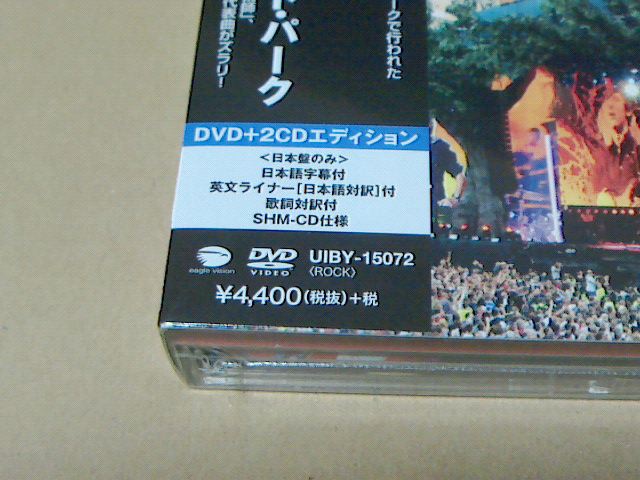 ークで行われた
ト・パーク
代表曲がズラリ!
DVD+2CDエディション
<日本盤のみ>
日本語字幕付
英文ライナー[日本語対訳]付
歌詞対訳付
SHM-CD仕様
eagle vision
DVD VIDEO
UIBY-15072
〈ROCK〉
¥4,400(税抜)+税